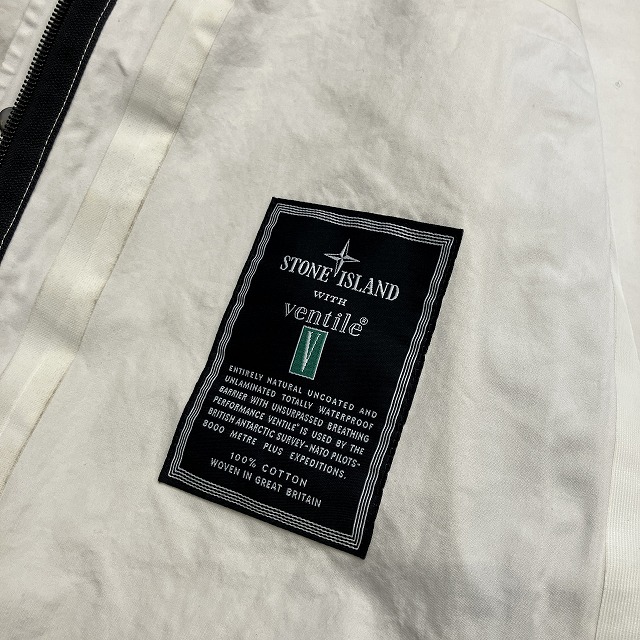 STONE ISLAND
WITH
ventile®
V
ENTIRELY NATURAL UNCOATED AND
UNLAMINATED TOTALLY WATERPROOF
BARRIER WITH UNSURPASSED BREATHING
PERFORMANCE VENTILE® IS USED BY THE
BRITISH ANTARCTIC SURVEY-NATO PILOTS-
8000 METRE PLUS EXPEDITIONS.
100% COTTON
WOVEN IN GREAT BRITAIN